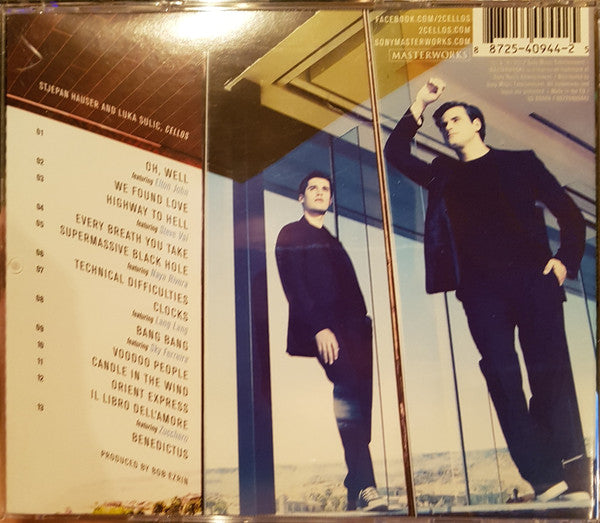 FACEBOOK.COM/2CELLOS
2CELLOS.COM
SONYMASTERWORKS.COM
MASTERWORKS
8 8725-40944-2 5
STJEPAN HAUSER AND LUKA SULIC, CELLOS
01 OH, WELL
featuring Elton John
02 WE FOUND LOVE
03 HIGHWAY TO HELL
featuring Steve Vai
04 EVERY BREATH YOU TAKE
05 SUPERMASSIVE BLACK HOLE
featuring Naya Rivera
06 TECHNICAL DIFFICULTIES
07 CLOCKS
featuring Lang Lang
08 BANG BANG
featuring Sky Ferreira
09 VOODOO PEOPLE
10 CANDLE IN THE WIND
11 ORIENT EXPRESS
12 IL LIBRO DELL'AMORE
featuring Zucchero
13 BENEDICTUS
PRODUCED BY BOB EZRIN